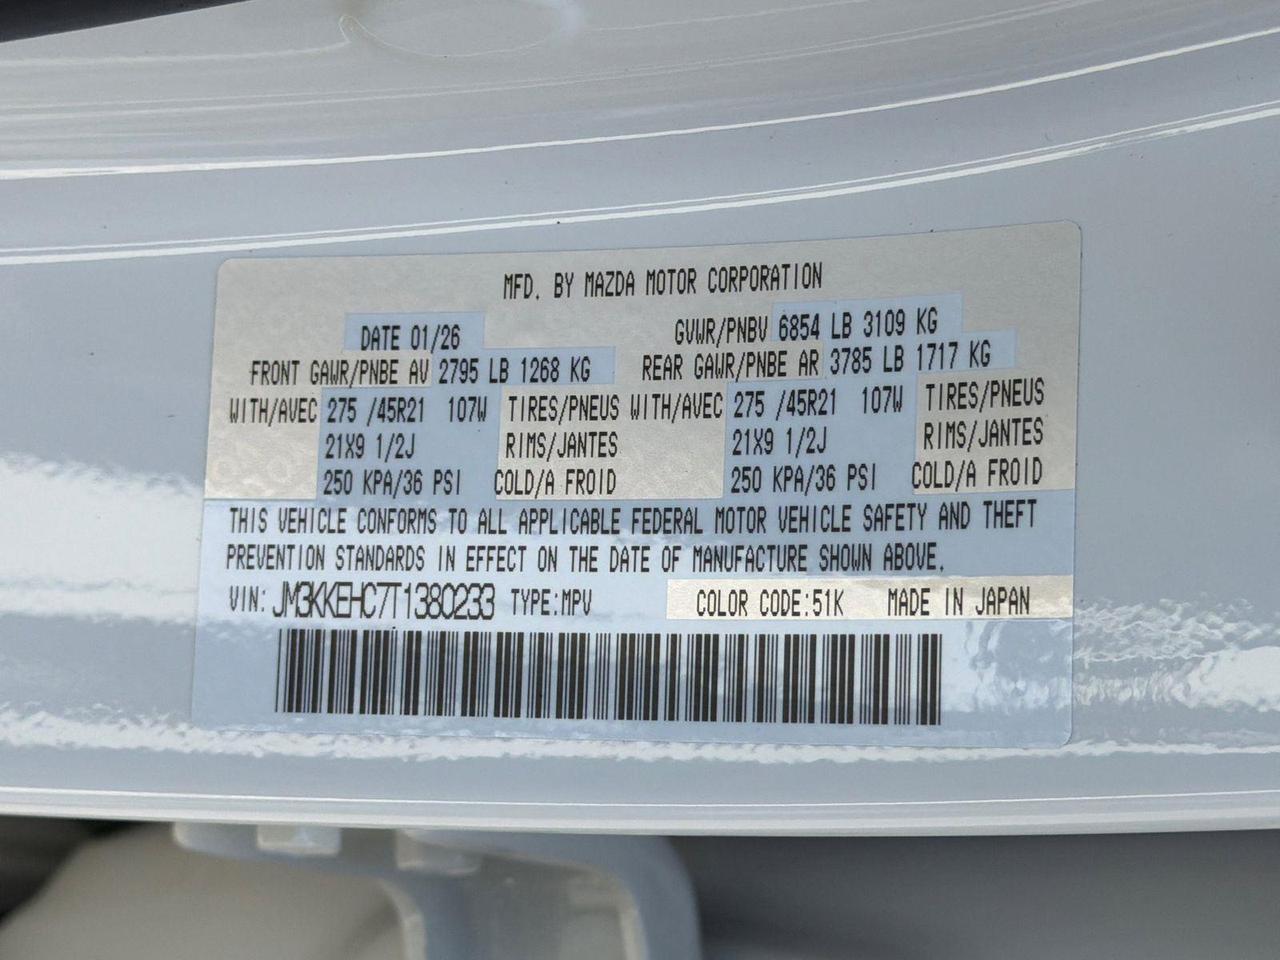 MFD. BY MAZDA MOTOR CORPORATION
DATE 01/26 GVWR/PNBV 6854 LB 3109 KG
FRONT GAWR/PNBE AV 2795 LB 1268 KG REAR GAWR/PNBE AR 3785 LB 1717 KG
WITH/AVEC 275 /45R21 107W TIRES/PNEUS WITH/AVEC 275 /45R21 107W TIRES/PNEUS
21X9 1/2J RIMS/JANTES 21X9 1/2J RIMS/JANTES
250 KPA/36 PSI COLD/A FROID 250 KPA/36 PSI COLD/A FROID
THIS VEHICLE CONFORMS TO ALL APPLICABLE FEDERAL MOTOR VEHICLE SAFETY AND THEFT
PREVENTION STANDARDS IN EFFECT ON THE DATE OF MANUFACTURE SHOWN ABOVE.
VIN: JM3KKEHC7T1380233 TYPE:MPV COLOR CODE:51K MADE IN JAPAN